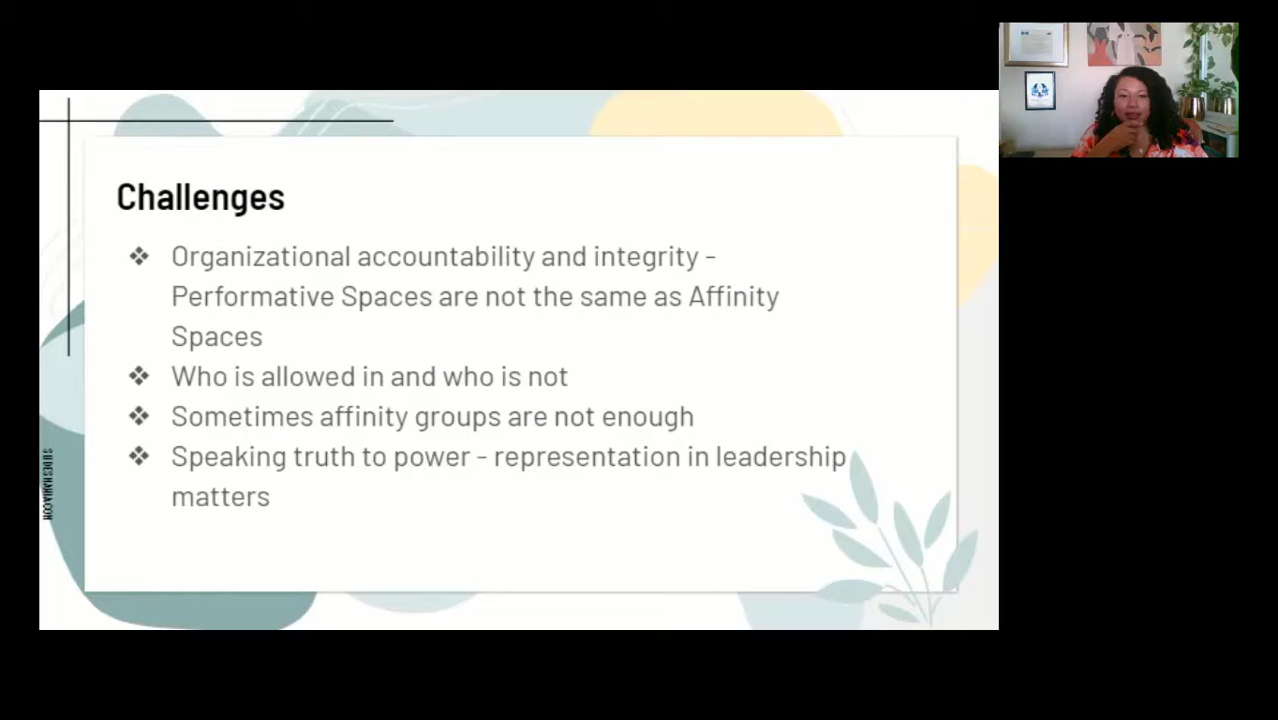 Challenges
❖ Organizational accountability and integrity -
Performative Spaces are not the same as Affinity
Spaces
❖ Who is allowed in and who is not
❖ Sometimes affinity groups are not enough
❖ Speaking truth to power - representation in leadership
matters